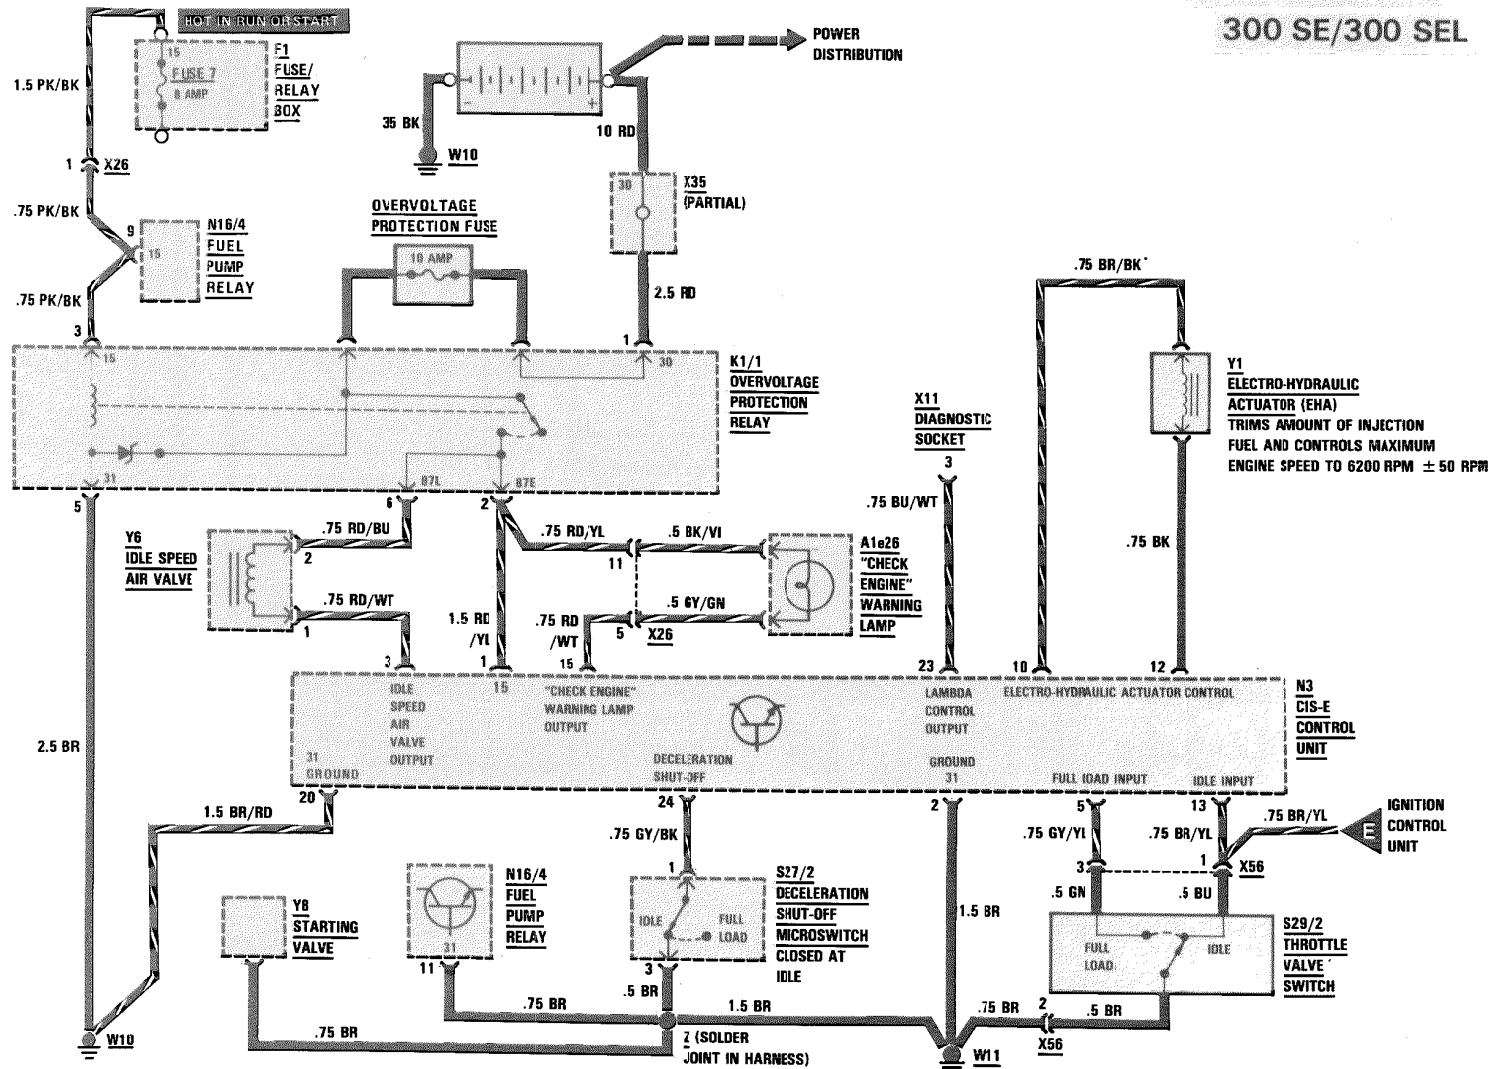 300 SE/300 SEL
HOT IN RUN OR START
15
FUSE 7
8 AMP
F1
FUSE/
RELAY
BOX
1.5 PK/BK
POWER
DISTRIBUTION
- +
35 BK
10 RD
W10
1
X26
30
X35
(PARTIAL)
.75 PK/BK
9
15
N16/4
FUEL
PUMP
RELAY
OVERVOLTAGE
PROTECTION FUSE
10 AMP
.75 PK/BK
2.5 RD
.75 BR/BK
3
1
15
30
K1/1
OVERVOLTAGE
PROTECTION
RELAY
31
87L
87E
Y1
ELECTRO-HYDRAULIC
ACTUATOR (EHA)
TRIMS AMOUNT OF INJECTION
FUEL AND CONTROLS MAXIMUM
ENGINE SPEED TO 6200 RPM ± 50 RPM
X11
DIAGNOSTIC
SOCKET
3
.75 BU/WT
5
6
2
Y6
IDLE SPEED
AIR VALVE
.75 RD/BU
2
.75 RD/WT
1
.75 RD/YL
11
.5 BK/VI
A1e26
"CHECK
ENGINE"
WARNING
LAMP
.5 GY/GN
5
X26
1.5 RD
/YL
.75 RD
/WT
.75 BK
3
1
15
23
10
12
IDLE
SPEED
AIR
VALVE
OUTPUT
15
"CHECK ENGINE"
WARNING LAMP
OUTPUT
LAMBDA
CONTROL
OUTPUT
ELECTRO-HYDRAULIC ACTUATOR CONTROL
N3
CIS-E
CONTROL
UNIT
31
GROUND
DECELERATION
SHUT-OFF
GROUND
31
FULL LOAD INPUT
IDLE INPUT
2.5 BR
20
24
2
5
13
1.5 BR/RD
.75 GY/BK
.75 GY/YL
.75 BR/YL
.75 BR/YL
E
IGNITION
CONTROL
UNIT
1
3
1
X56
Y8
STARTING
VALVE
N16/4
FUEL
PUMP
RELAY
31
11
S27/2
DECELERATION
SHUT-OFF
MICROSWITCH
CLOSED AT
IDLE
IDLE
FULL
LOAD
3
.5 BR
1.5 BR
.5 GN
.5 BU
FULL
LOAD
IDLE
S29/2
THROTTLE
VALVE
SWITCH
.75 BR
1.5 BR
.75 BR
2
.5 BR
X56
W10
.75 BR
Z (SOLDER
JOINT IN HARNESS)
W11